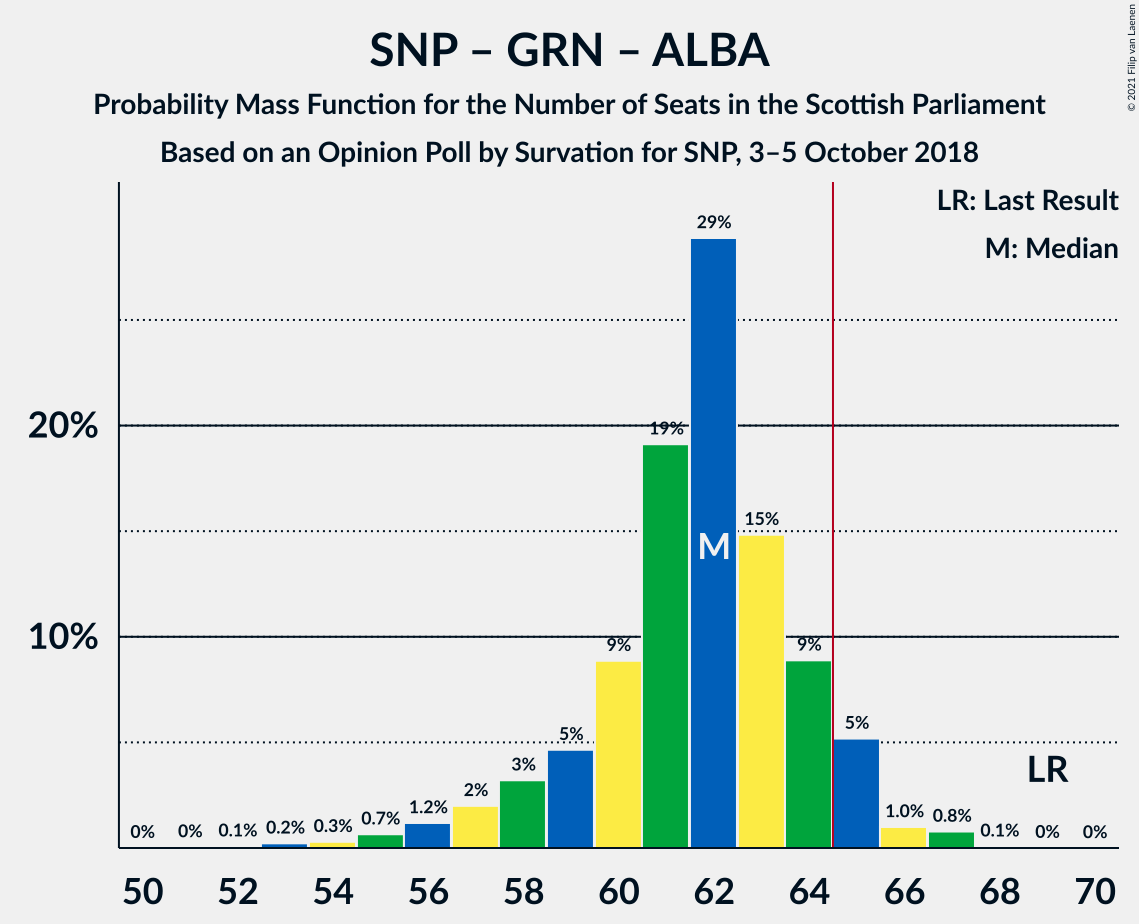 SNP – GRN – ALBA
Probability Mass Function for the Number of Seats in the Scottish Parliament
Based on an Opinion Poll by Survation for SNP, 3–5 October 2018
© 2021 Filip van Laenen
LR: Last Result
M: Median
29%
20%
19%
15%
M
10%
9%
9%
5%
5%
LR
3%
2%
1.2%
1.0%
0.8%
0.7%
0% 0% 0.1% 0.2% 0.3%
0.1% 0% 0%
50 52 54 56 58 60 62 64 66 68 70